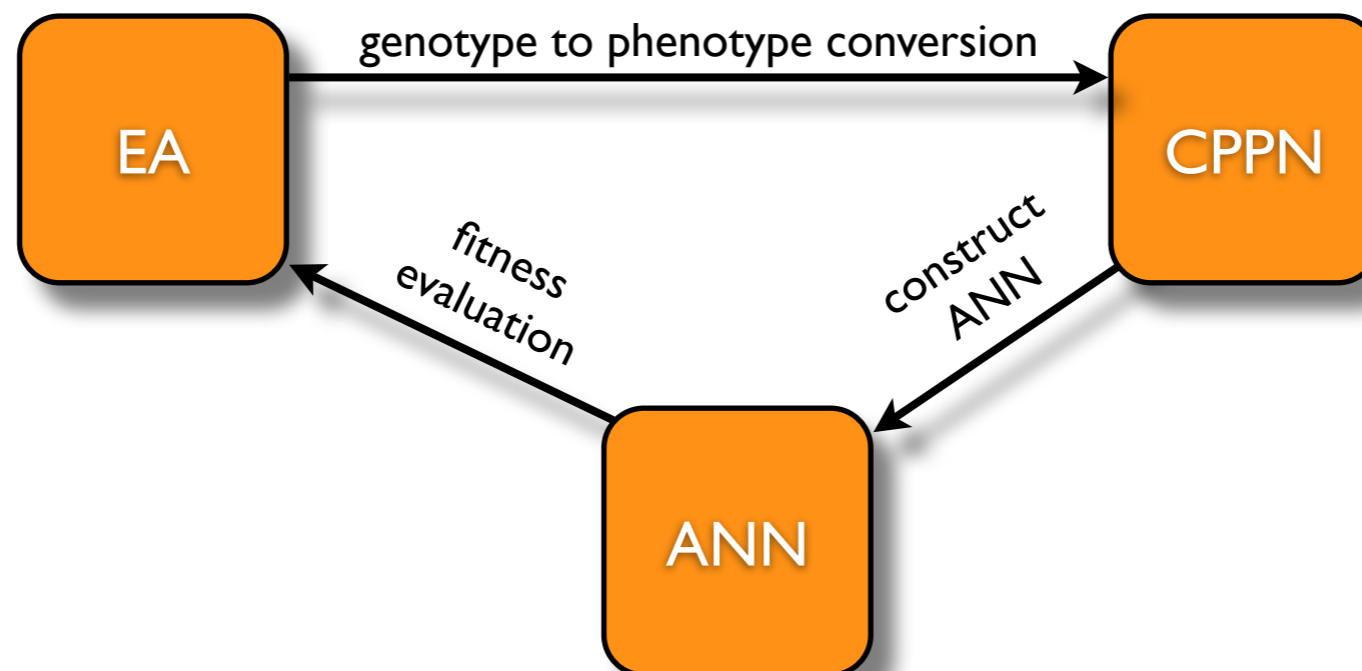 genotype to phenotype conversion
EA
CPPN
fitness
evaluation
construct
ANN
ANN